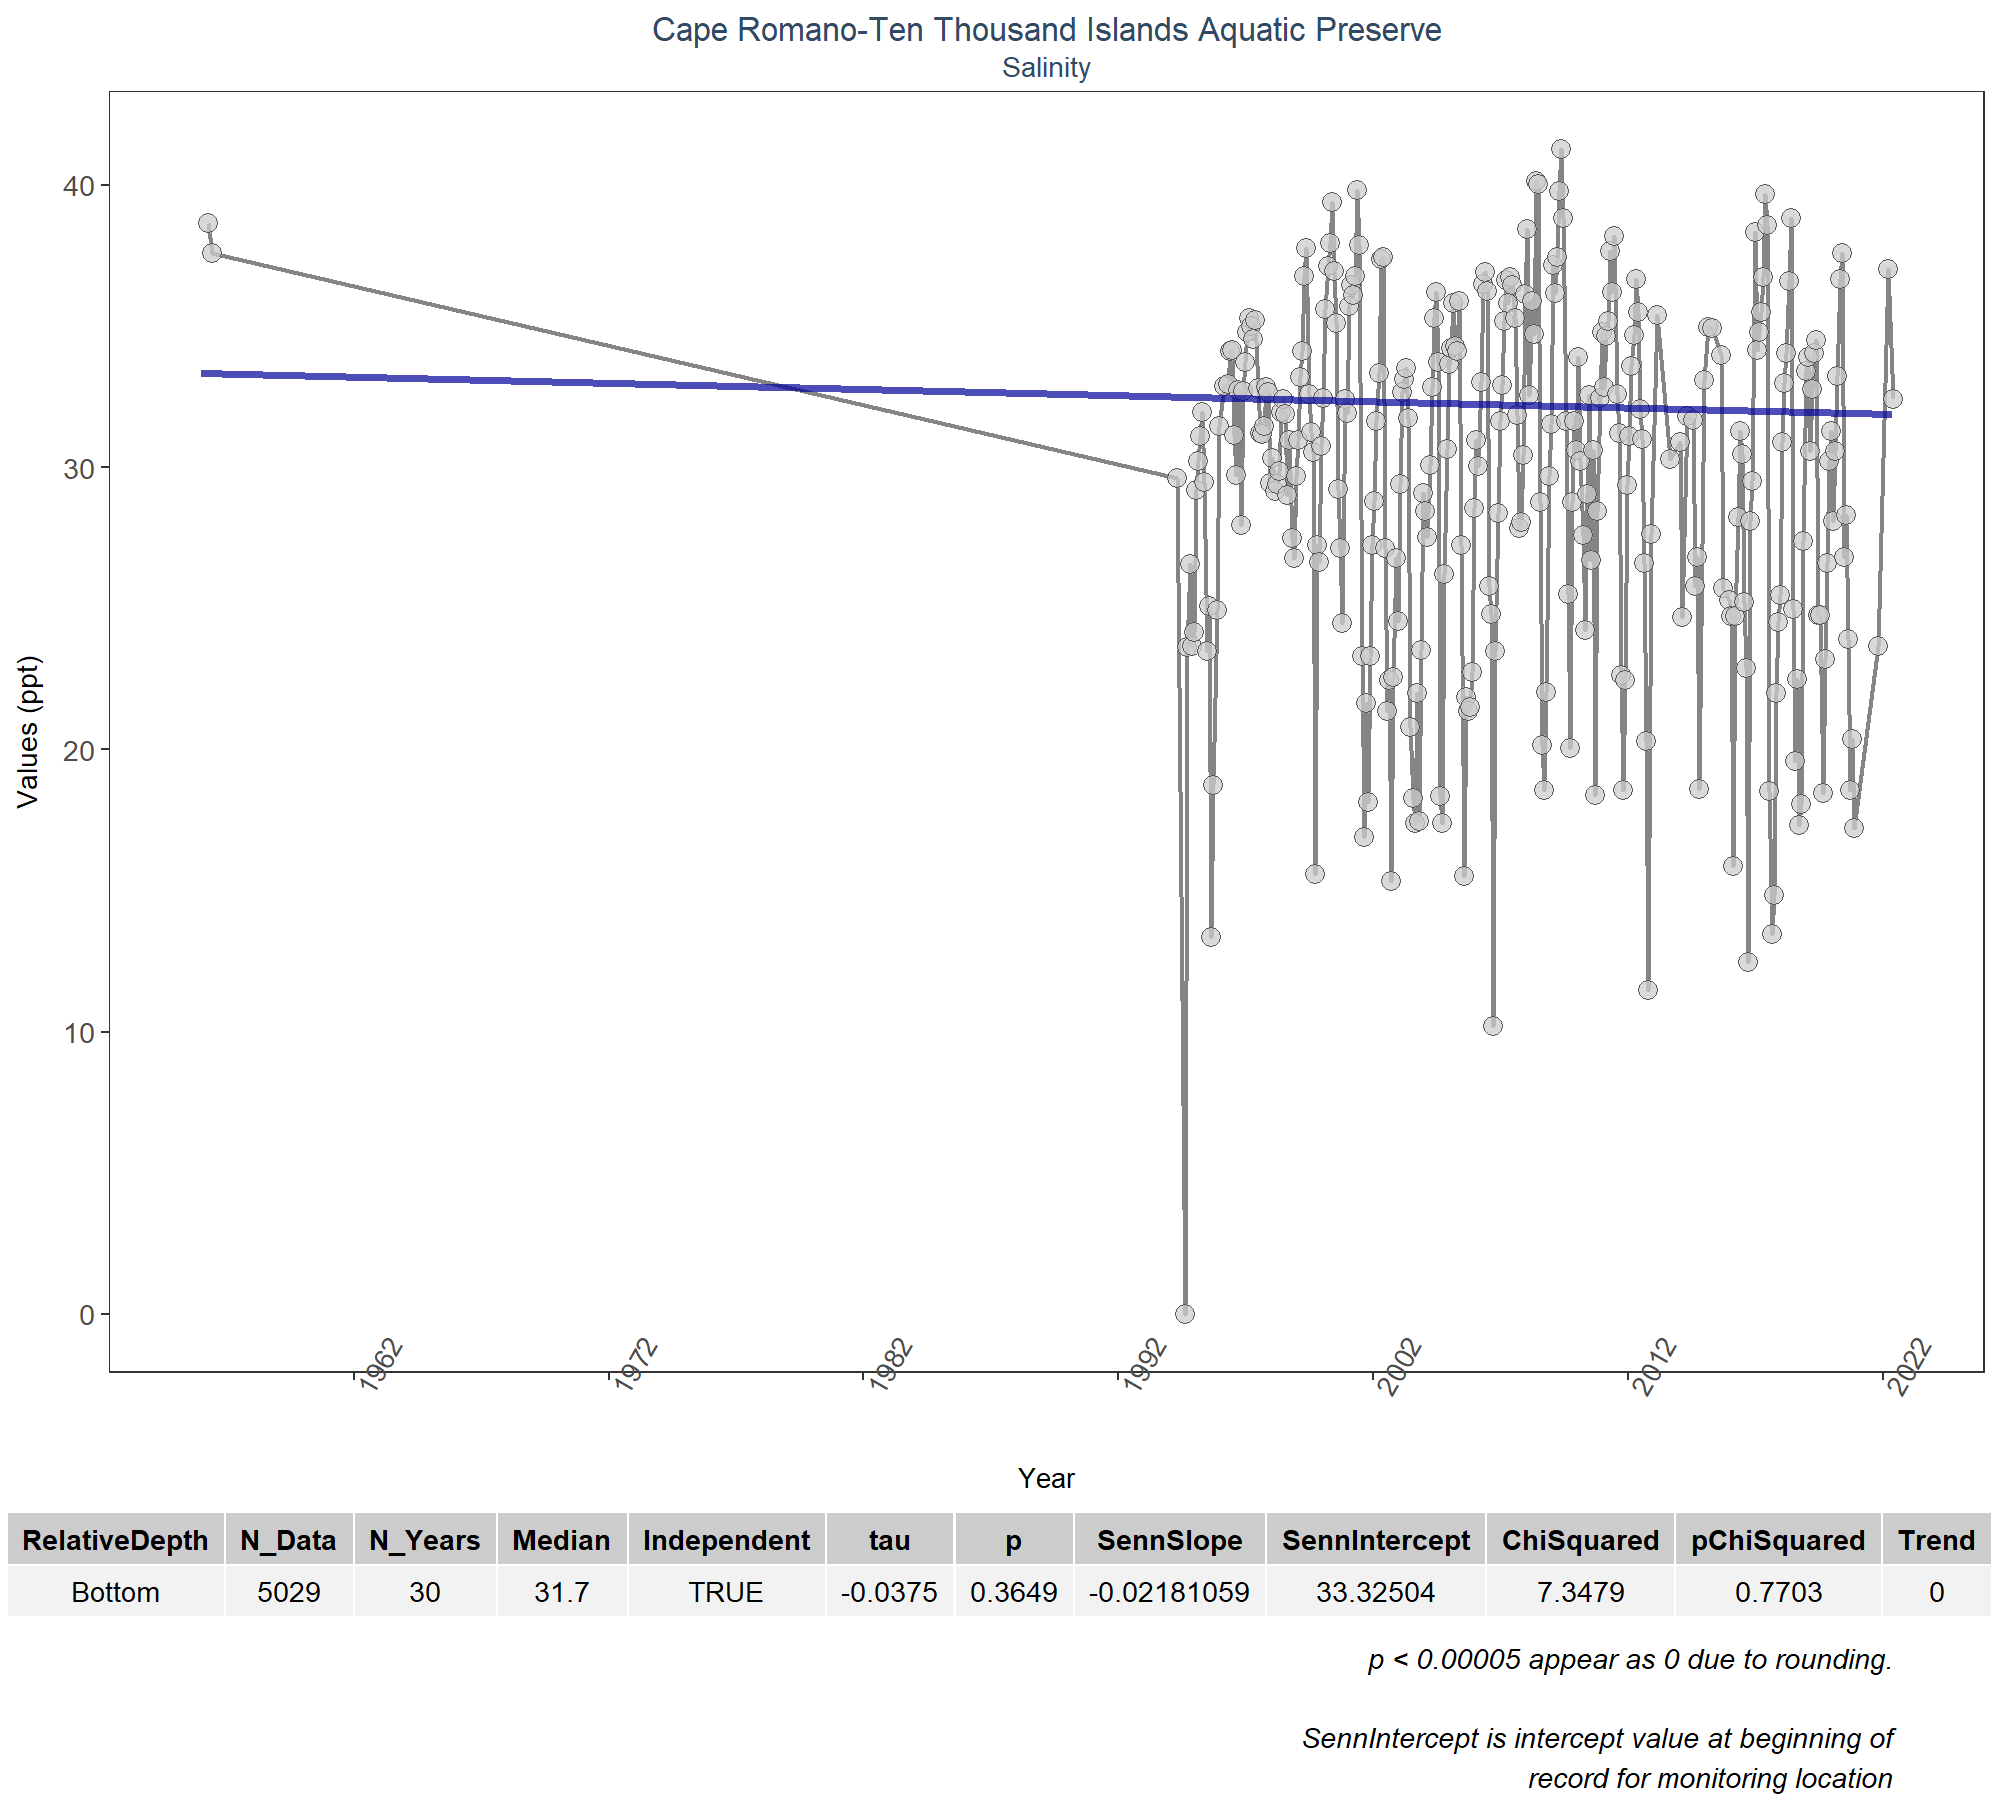 Cape Romano-Ten Thousand Islands Aquatic Preserve
Salinity
Values (ppt)
40
30
20
10
0
1962 1972 1982 1992 2002 2012 2022
Year
RelativeDepth N_Data N_Years Median Independent tau p SennSlope SennIntercept ChiSquared pChiSquared Trend
Bottom 5029 30 31.7 TRUE -0.0375 0.3649 -0.02181059 33.32504 7.3479 0.7703 0
p < 0.00005 appear as 0 due to rounding.
SennIntercept is intercept value at beginning of
record for monitoring location